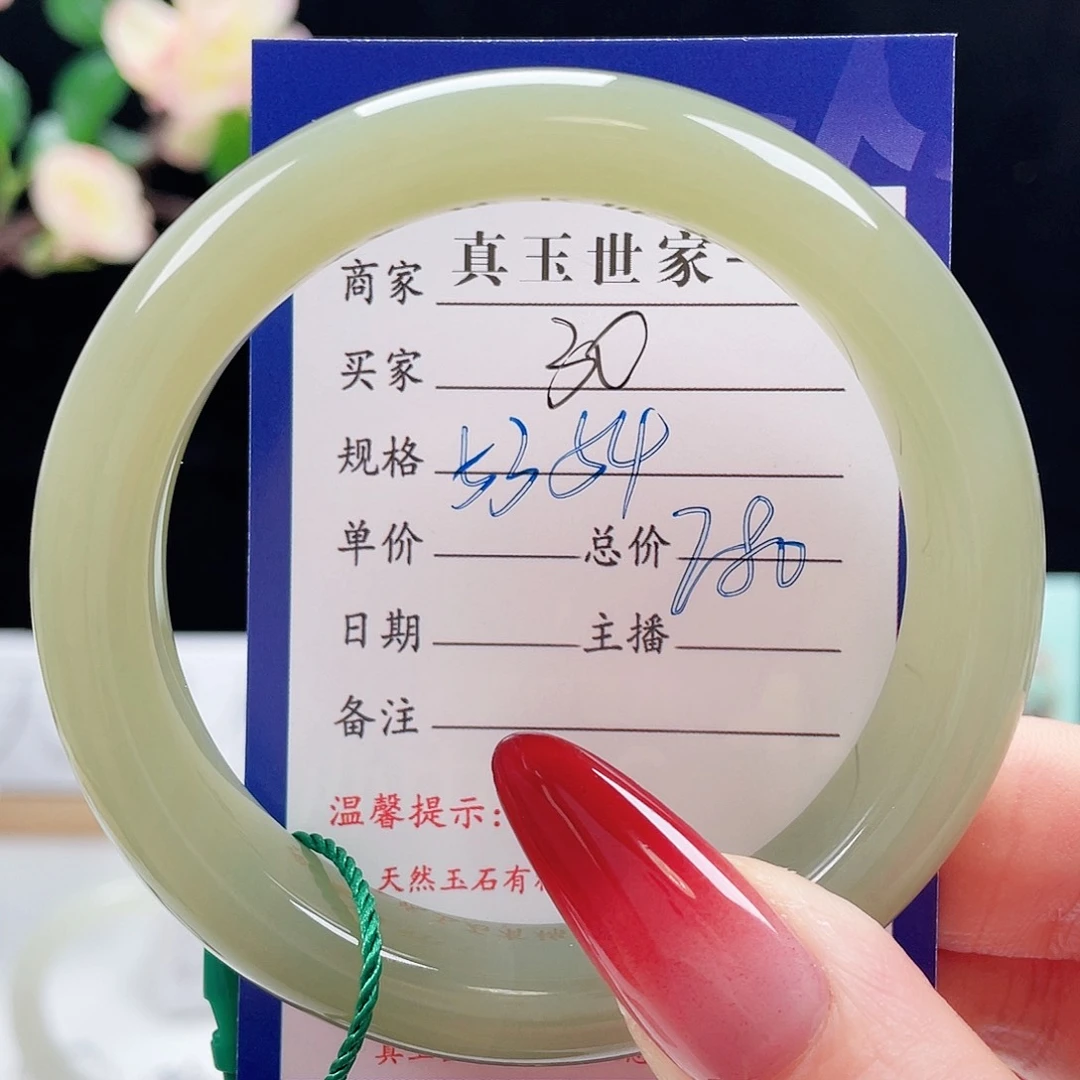 商家 真玉世家
买家 30
规格 53 54
单价 总价 780
日期 主播
备注
温馨提示:
天然玉石有